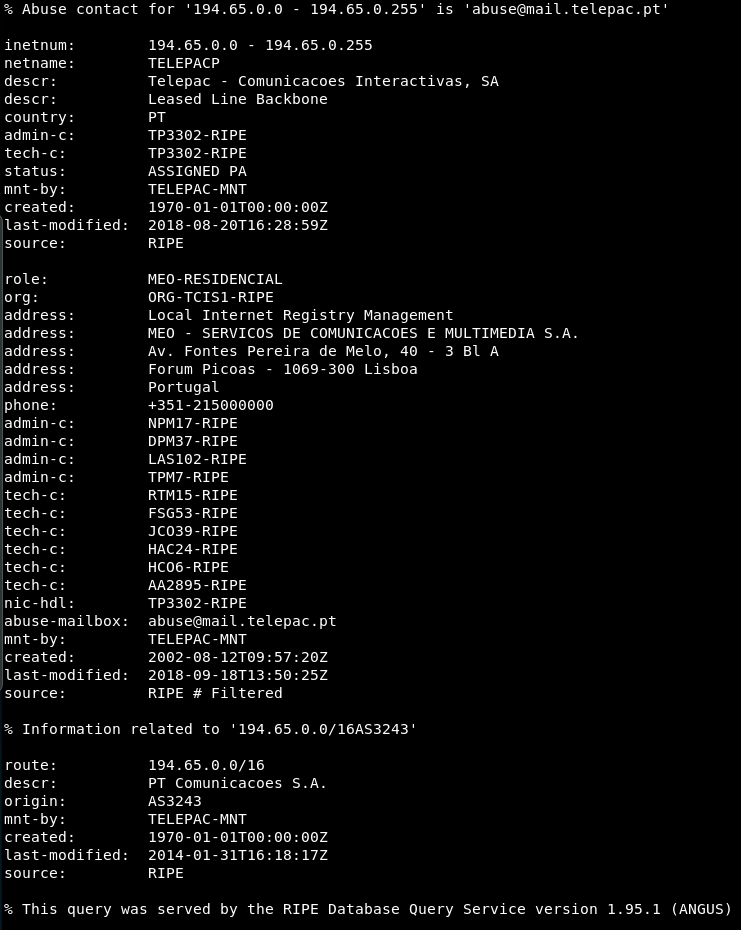 % Abuse contact for '194.65.0.0 - 194.65.0.255' is 'abuse@mail.telepac.pt'

inetnum:        194.65.0.0 - 194.65.0.255
netname:        TELEPACP
descr:          Telepac - Comunicacoes Interactivas, SA
descr:          Leased Line Backbone
country:        PT
admin-c:        TP3302-RIPE
tech-c:         TP3302-RIPE
status:         ASSIGNED PA
mnt-by:         TELEPAC-MNT
created:        1970-01-01T00:00:00Z
last-modified:  2018-08-20T16:28:59Z
source:         RIPE

role:           MEO-RESIDENCIAL
org:            ORG-TCIS1-RIPE
address:        Local Internet Registry Management
address:        MEO - SERVICOS DE COMUNICACOES E MULTIMEDIA S.A.
address:        Av. Fontes Pereira de Melo, 40 - 3 Bl A
address:        Forum Picoas - 1069-300 Lisboa
address:        Portugal
phone:          +351-215000000
admin-c:        NPM17-RIPE
admin-c:        DPM37-RIPE
admin-c:        LAS102-RIPE
admin-c:        TPM7-RIPE
tech-c:         RTM15-RIPE
tech-c:         FSG53-RIPE
tech-c:         JCO39-RIPE
tech-c:         HAC24-RIPE
tech-c:         HCO6-RIPE
tech-c:         AA2895-RIPE
nic-hdl:        TP3302-RIPE
abuse-mailbox:  abuse@mail.telepac.pt
mnt-by:         TELEPAC-MNT
created:        2002-08-12T09:57:20Z
last-modified:  2018-09-18T13:50:25Z
source:         RIPE # Filtered

% Information related to '194.65.0.0/16AS3243'

route:          194.65.0.0/16
descr:          PT Comunicacoes S.A.
origin:         AS3243
mnt-by:         TELEPAC-MNT
created:        1970-01-01T00:00:00Z
last-modified:  2014-01-31T16:18:17Z
source:         RIPE

% This query was served by the RIPE Database Query Service version 1.95.1 (ANGUS)